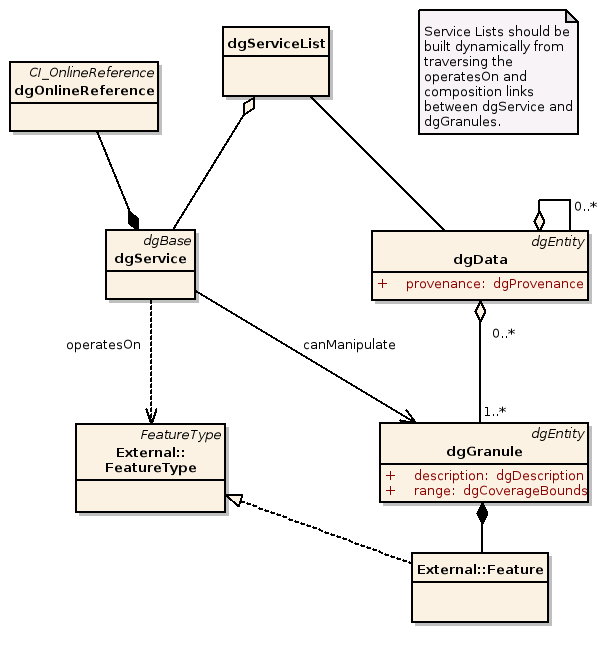 dgServiceList
Service Lists should be
built dynamically from
traversing the
operatesOn and
composition links
between dgService and
dgGranules.
CI_OnlineReference
dgOnlineReference
0..*
dgBase
dgService
dgEntity
dgData
+ provenance: dgProvenance
operatesOn
canManipulate
0..*
1..*
FeatureType
External::
FeatureType
dgEntity
dgGranule
+ description: dgDescription
+ range: dgCoverageBounds
External::Feature